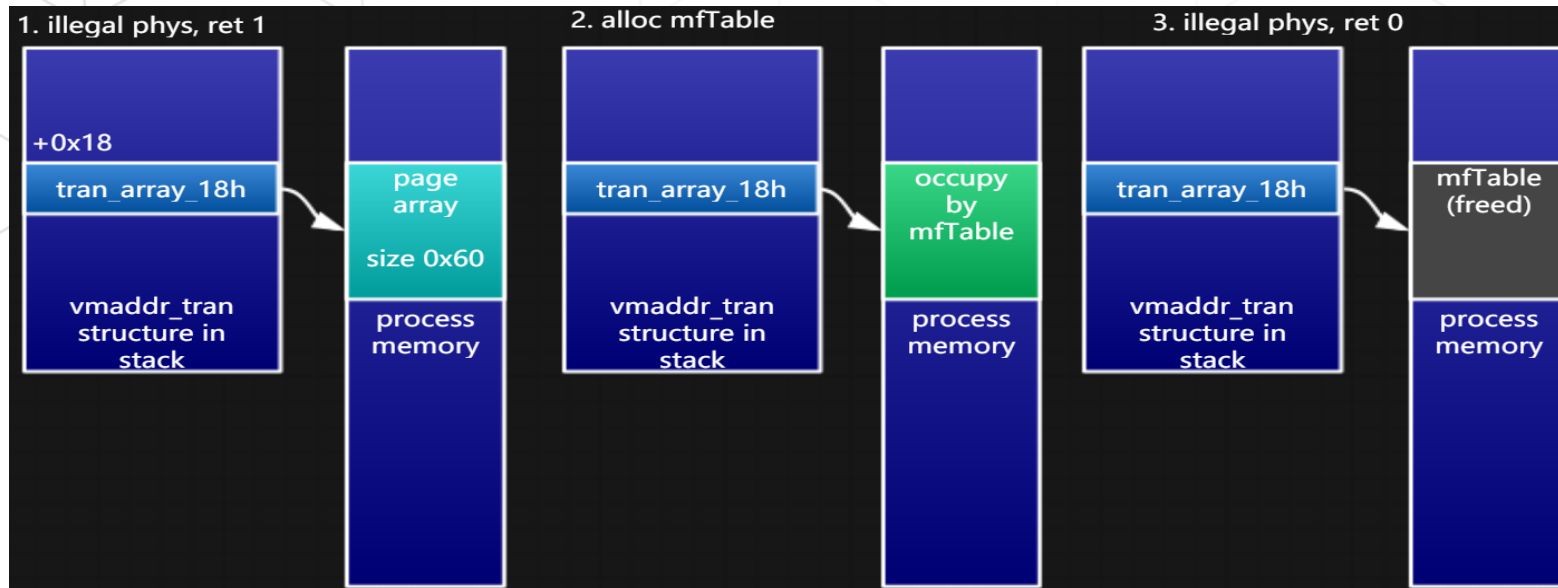 1. illegal phys, ret 1
+0x18
tran_array_18h
vmaddr_tran
structure in
stack
page
array
size 0x60
process
memory
2. alloc mfTable
tran_array_18h
vmaddr_tran
structure in
stack
occupy
by
mfTable
process
memory
3. illegal phys, ret 0
tran_array_18h
vmaddr_tran
structure in
stack
mfTable
(freed)
process
memory